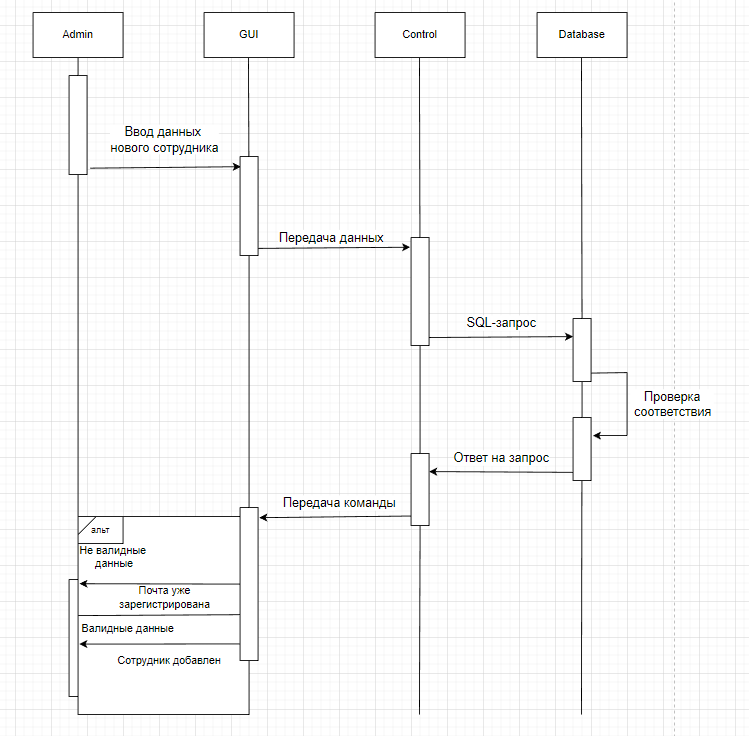 Admin
GUI
Control
Database
Ввод данных
нового сотрудника
Передача данных
SQL-запрос
Проверка
соответствия
Ответ на запрос
Передача команды
альт
Не валидные
данные
Почта уже
зарегистрирована
Валидные данные
Сотрудник добавлен